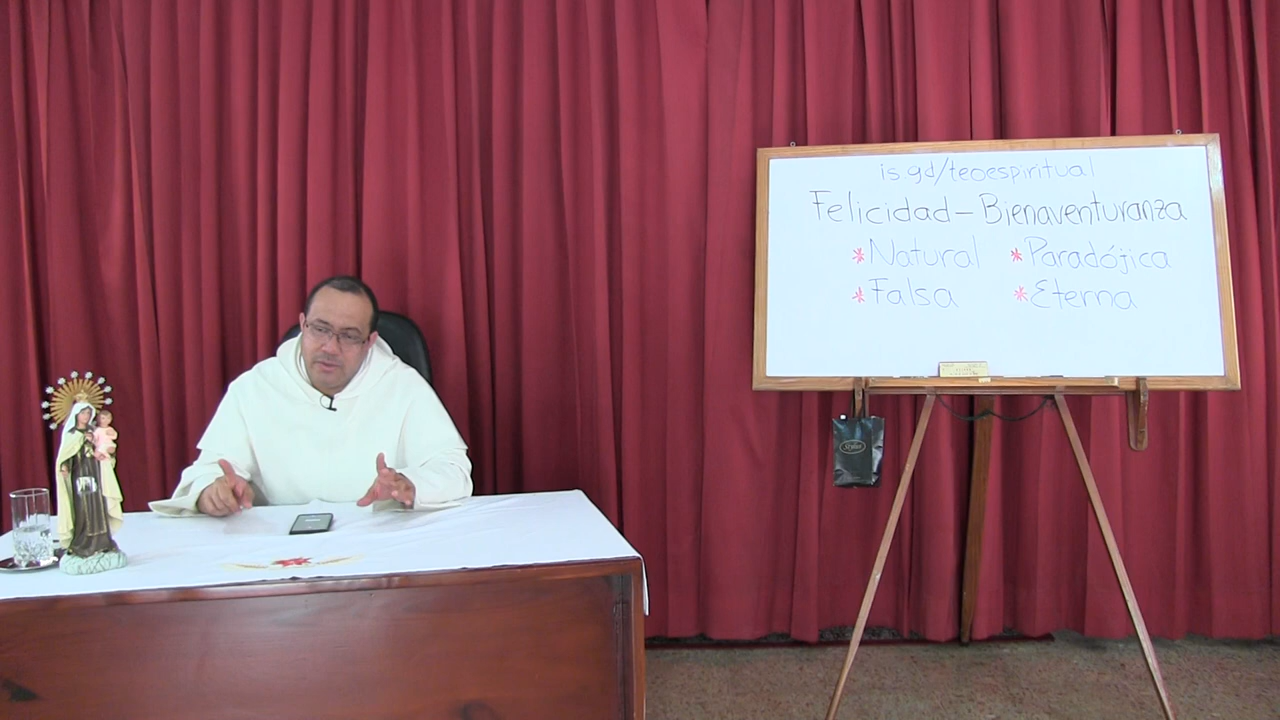 is.gd/teoespiritual
Felicidad – Bienaventuranza
* Natural * Paradójica
* Falsa * Eterna